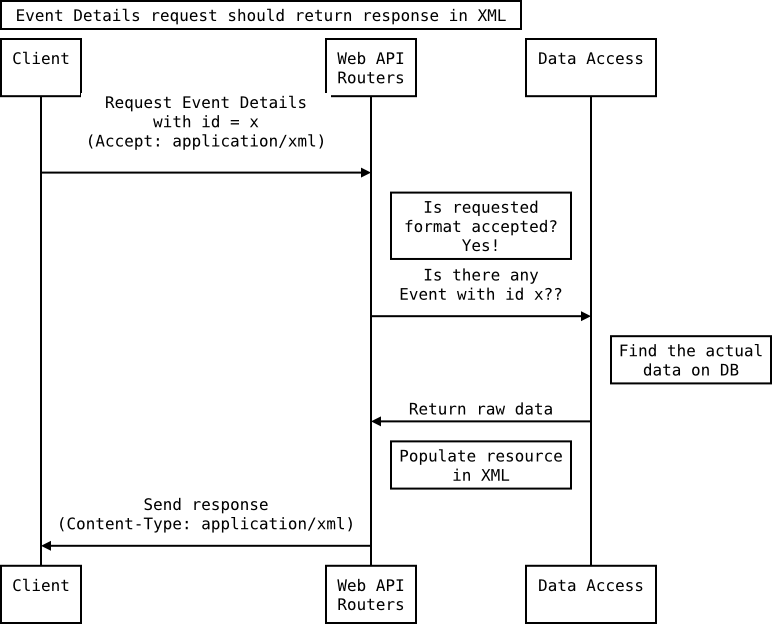 Event Details request should return response in XML
Client
Web API
Routers
Data Access
Request Event Details
with id = x
(Accept: application/xml)
Is requested
format accepted?
Yes!
Is there any
Event with id x??
Find the actual
data on DB
Return raw data
Populate resource
in XML
Send response
(Content-Type: application/xml)
Client
Web API
Routers
Data Access